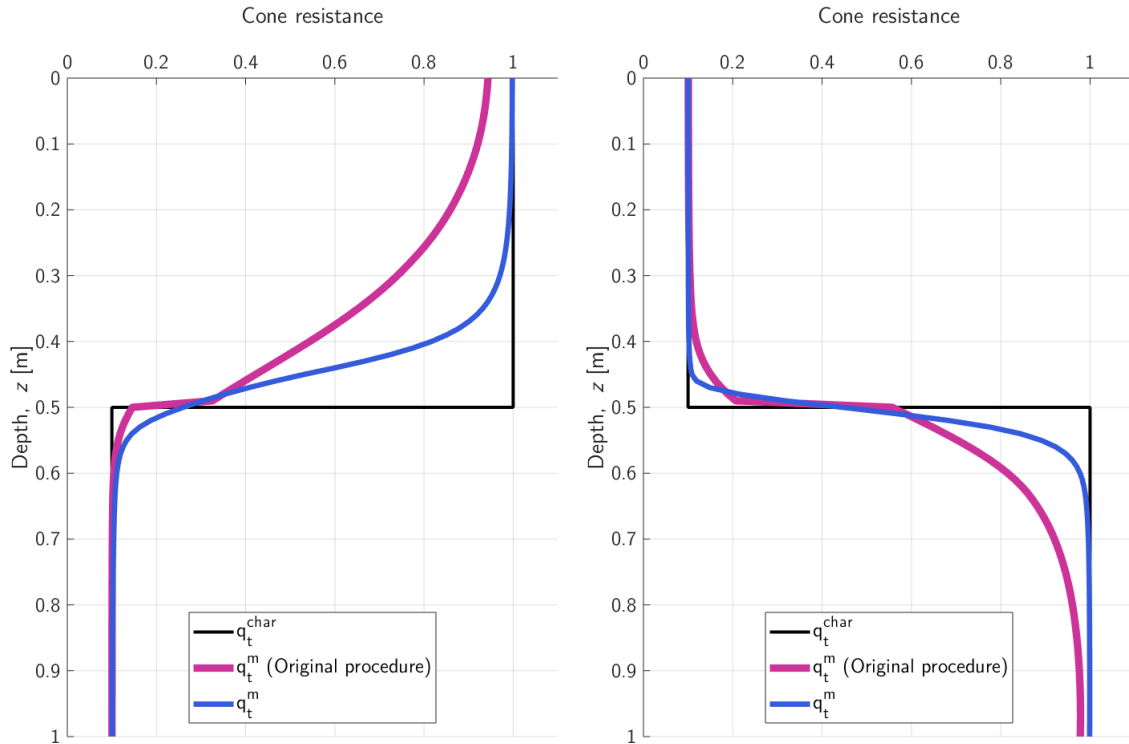 Cone resistance
0 0.2 0.4 0.6 0.8 1
0
0.1
0.2
0.3
0.4
0.5
0.6
0.7
0.8
0.9
1
Depth, z [m]
q_t^char
q_t^m (Original procedure)
q_t^m
Cone resistance
0 0.2 0.4 0.6 0.8 1
0
0.1
0.2
0.3
0.4
0.5
0.6
0.7
0.8
0.9
1
Depth, z [m]
q_t^char
q_t^m (Original procedure)
q_t^m